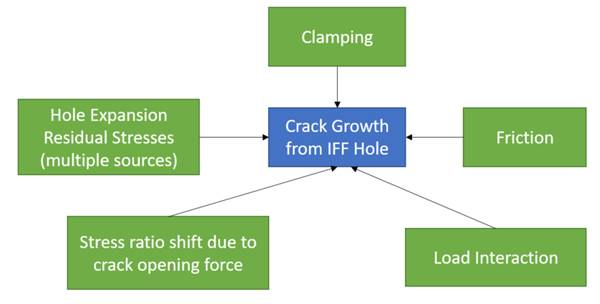 Clamping
Hole Expansion
Residual Stresses
(multiple sources)
Crack Growth
from IFF Hole
Friction
Stress ratio shift due to
crack opening force
Load Interaction